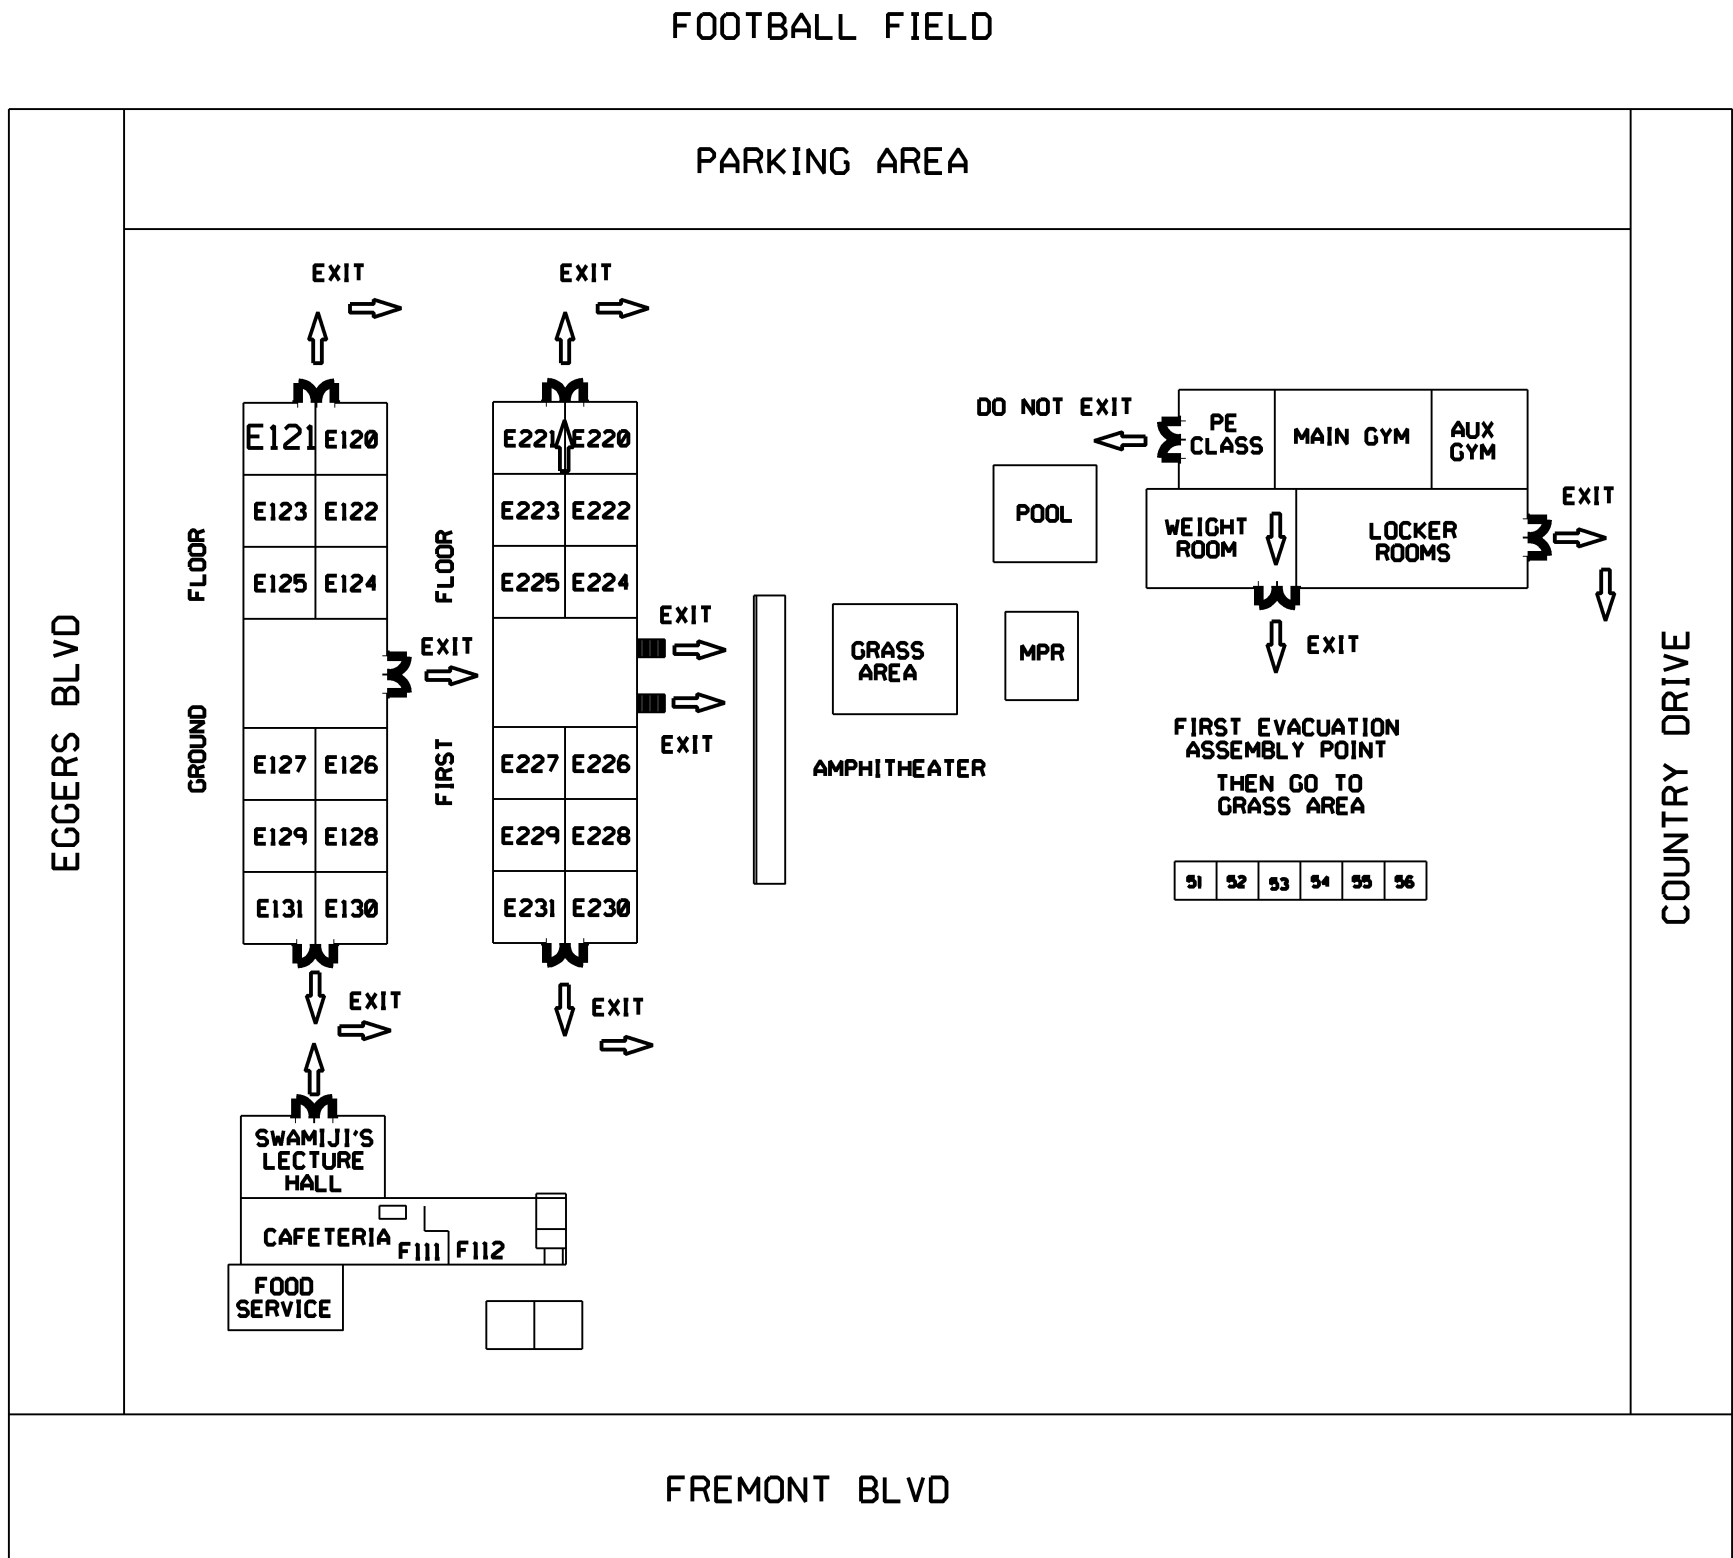 FOOTBALL FIELD
PARKING AREA
EXIT
EXIT
DO NOT EXIT
PE
CLASS
MAIN GYM
AUX
GYM
E121
E120
E221
E220
E123
E122
E223
E222
POOL
WEIGHT
ROOM
LOCKER
ROOMS
EXIT
FLOOR
E125
E124
FLOOR
E225
E224
EXIT
EXIT
EXIT
GRASS
AREA
MPR
EXIT
EGGERS BLVD
COUNTRY DRIVE
GROUND
FIRST
EXIT
FIRST EVACUATION
ASSEMBLY POINT
THEN GO TO
GRASS AREA
E127
E126
E227
E226
AMPHITHEATER
E129
E128
E229
E228
51
52
53
54
55
56
E131
E130
E231
E230
EXIT
EXIT
SWAMIJI'S
LECTURE
HALL
CAFETERIA
F111
F112
FOOD
SERVICE
FREMONT BLVD